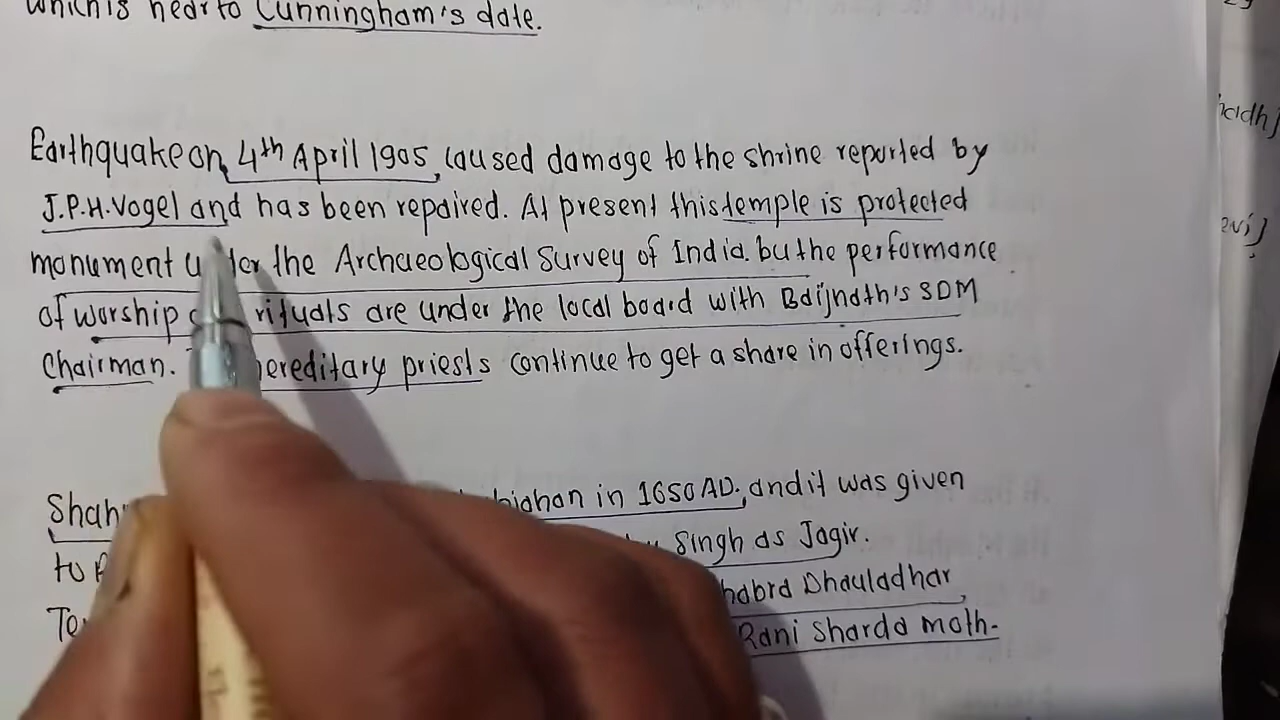 which is near to Cunningham's date.
Earthquake on 4th April 1905, caused damage to the shrine reported by
J.P.H. Vogel and has been repaired. At present this temple is protected
monument the Archaeological Survey of India. but the performance
of worship rituals are under the local board with Baijnath's SDM
Chairman. hereditary priests continue to get a share in offerings.
in 1650 AD, and it was given
to Singh as Jagir.
Dhauladhar
Rani Sharda math-